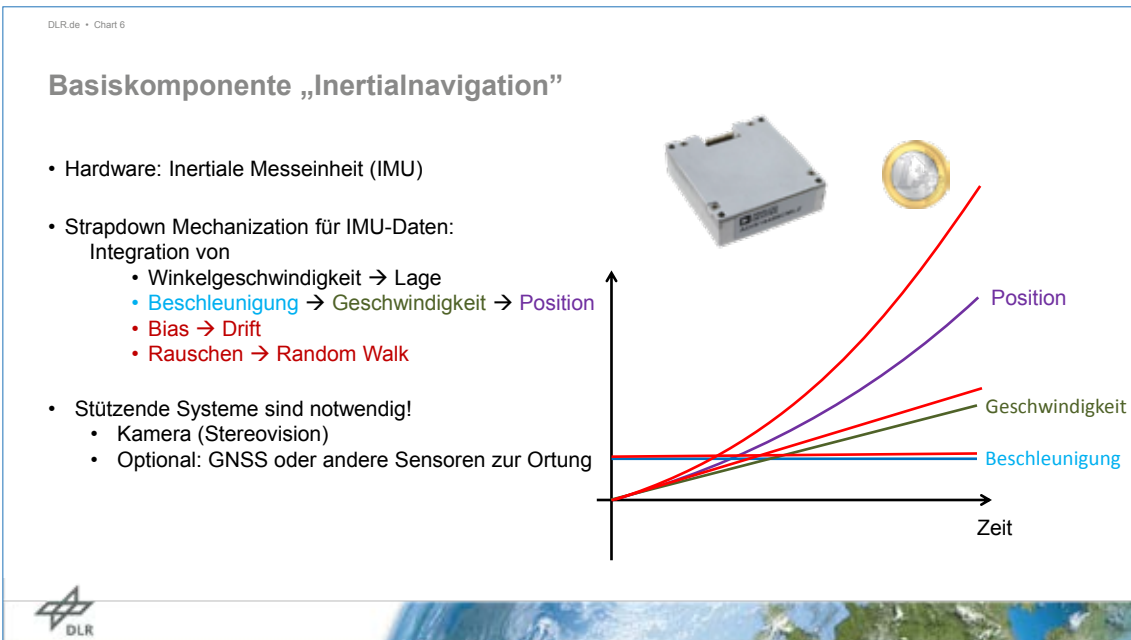 DLR.de • Chart 6
Basiskomponente „Inertialnavigation”
• Hardware: Inertiale Messeinheit (IMU)
• Strapdown Mechanization für IMU-Daten:
Integration von
• Winkelgeschwindigkeit → Lage
• Beschleunigung → Geschwindigkeit → Position
• Bias → Drift
• Rauschen → Random Walk
• Stützende Systeme sind notwendig!
• Kamera (Stereovision)
• Optional: GNSS oder andere Sensoren zur Ortung
Position
Geschwindigkeit
Beschleunigung
Zeit
DLR